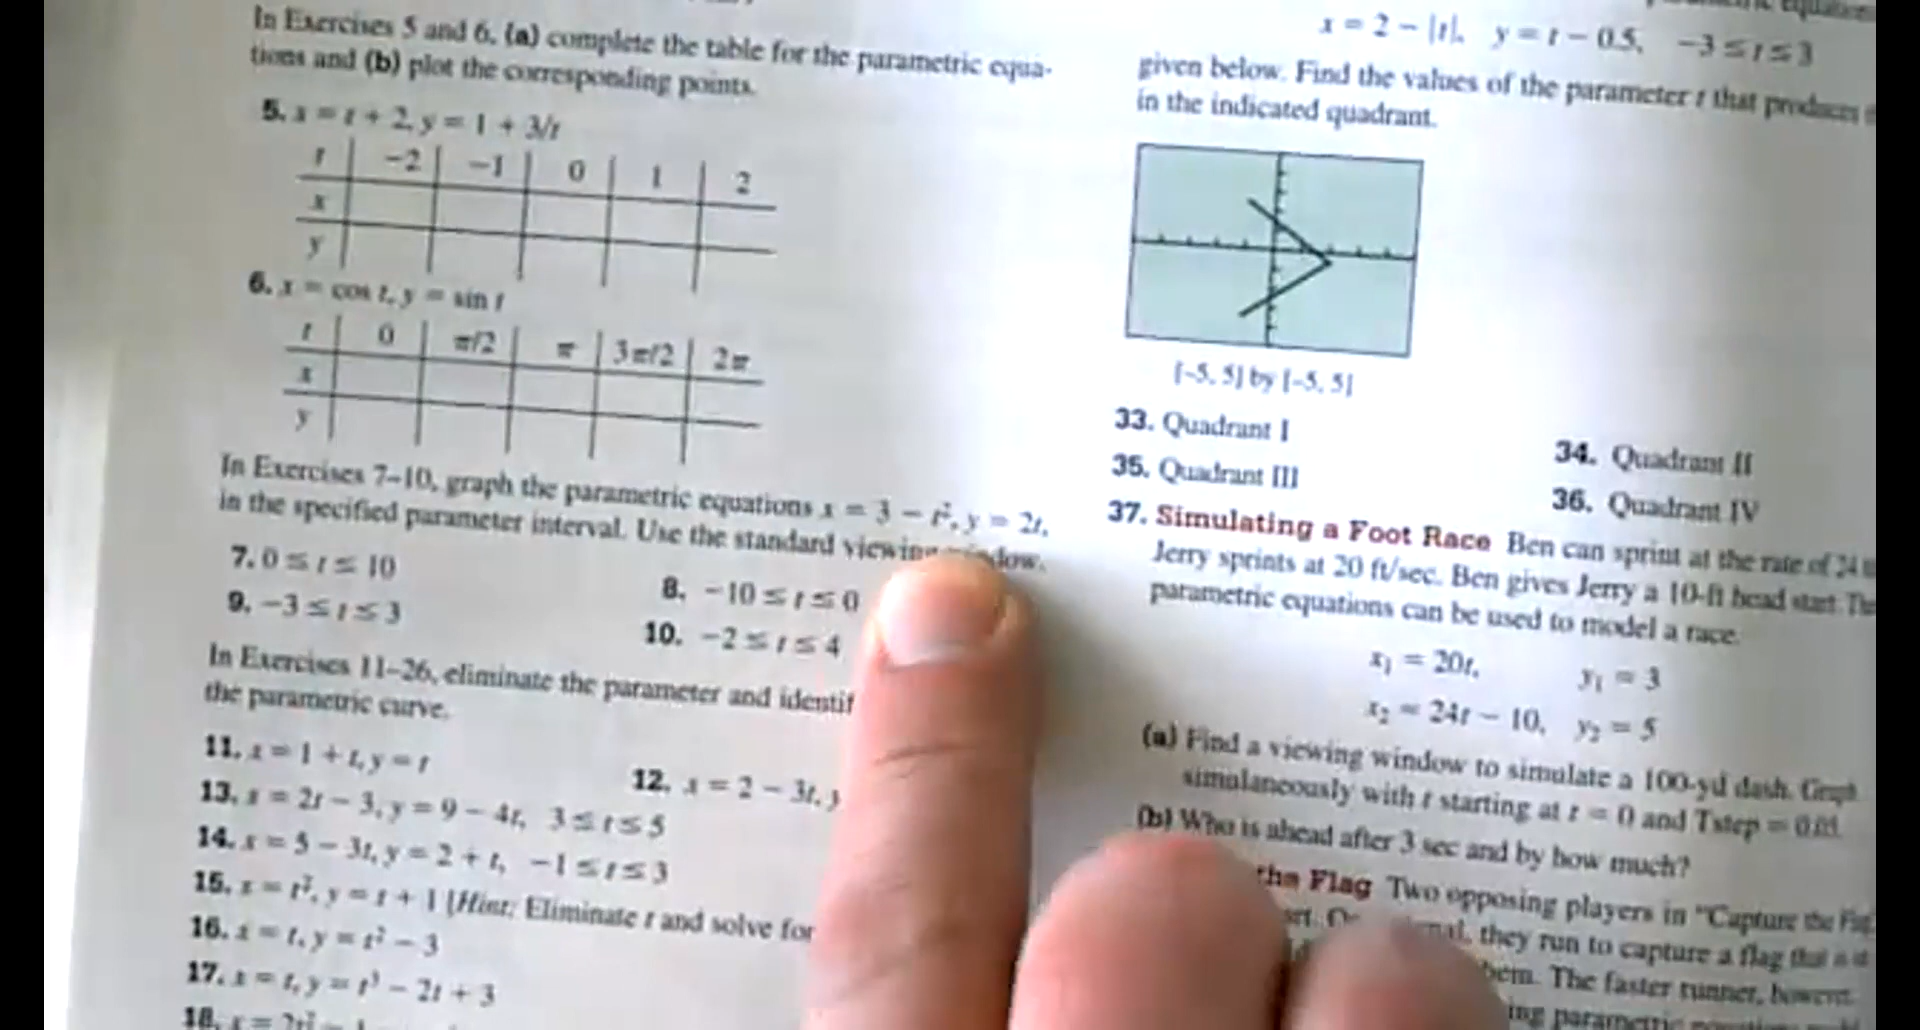 In Exercises 5 and 6, (a) complete the table for the parametric equa-
tions and (b) plot the corresponding points.
5. x = t + 2, y = 1 + 3/t
t -2 -1 0 1 2
x
y
6. x = cos t, y = sin t
t 0 π/2 π 3π/2 2π
x
y
In Exercises 7–10, graph the parametric equations x = 3 − t², y = 2t,
in the specified parameter interval. Use the standard viewing
7. 0 ≤ t ≤ 10
8. −10 ≤ t ≤ 0
9. −3 ≤ t ≤ 3
10. −2 ≤ t ≤ 4
In Exercises 11–26, eliminate the parameter and
the parametric curve.
11. x = 1 + t, y = t
12. x = 2 − 3t, y
13. x = 2t − 3, y = 9 − 4t, 3 ≤ t ≤ 5
14. x = 5 − 3t, y = 2 + t, −1 ≤ t ≤ 3
15. x = t², y = t + 1 [Hint: Eliminate t and solve for
16. x = t, y = t² − 3
17. x = t, y = t³ − 2t + 3
18. x = 2t²
x = 2 − |t|, y = t − 0.5, −3 ≤ t ≤ 3
given below. Find the values of the parameter t that produces
in the indicated quadrant.
[−5, 5] by [−5, 5]
33. Quadrant I
34. Quadrant II
35. Quadrant III
36. Quadrant IV
37. Simulating a Foot Race Ben can sprint at the rate of 24
Jerry sprints at 20 ft/sec. Ben gives Jerry a 10-ft head start. The
parametric equations can be used to model a race.
x₁ = 20t, y₁ = 3
x₂ = 24t − 10, y₂ = 5
(a) Find a viewing window to simulate a 100-yd dash. Graph
simulaneously with t starting at t = 0 and Tstep = 0.05.
(b) Who is ahead after 3 sec and by how much?
the Flag Two opposing players in "Capture the Flag"
they run to capture a flag that is
The faster runner, however,
parametric